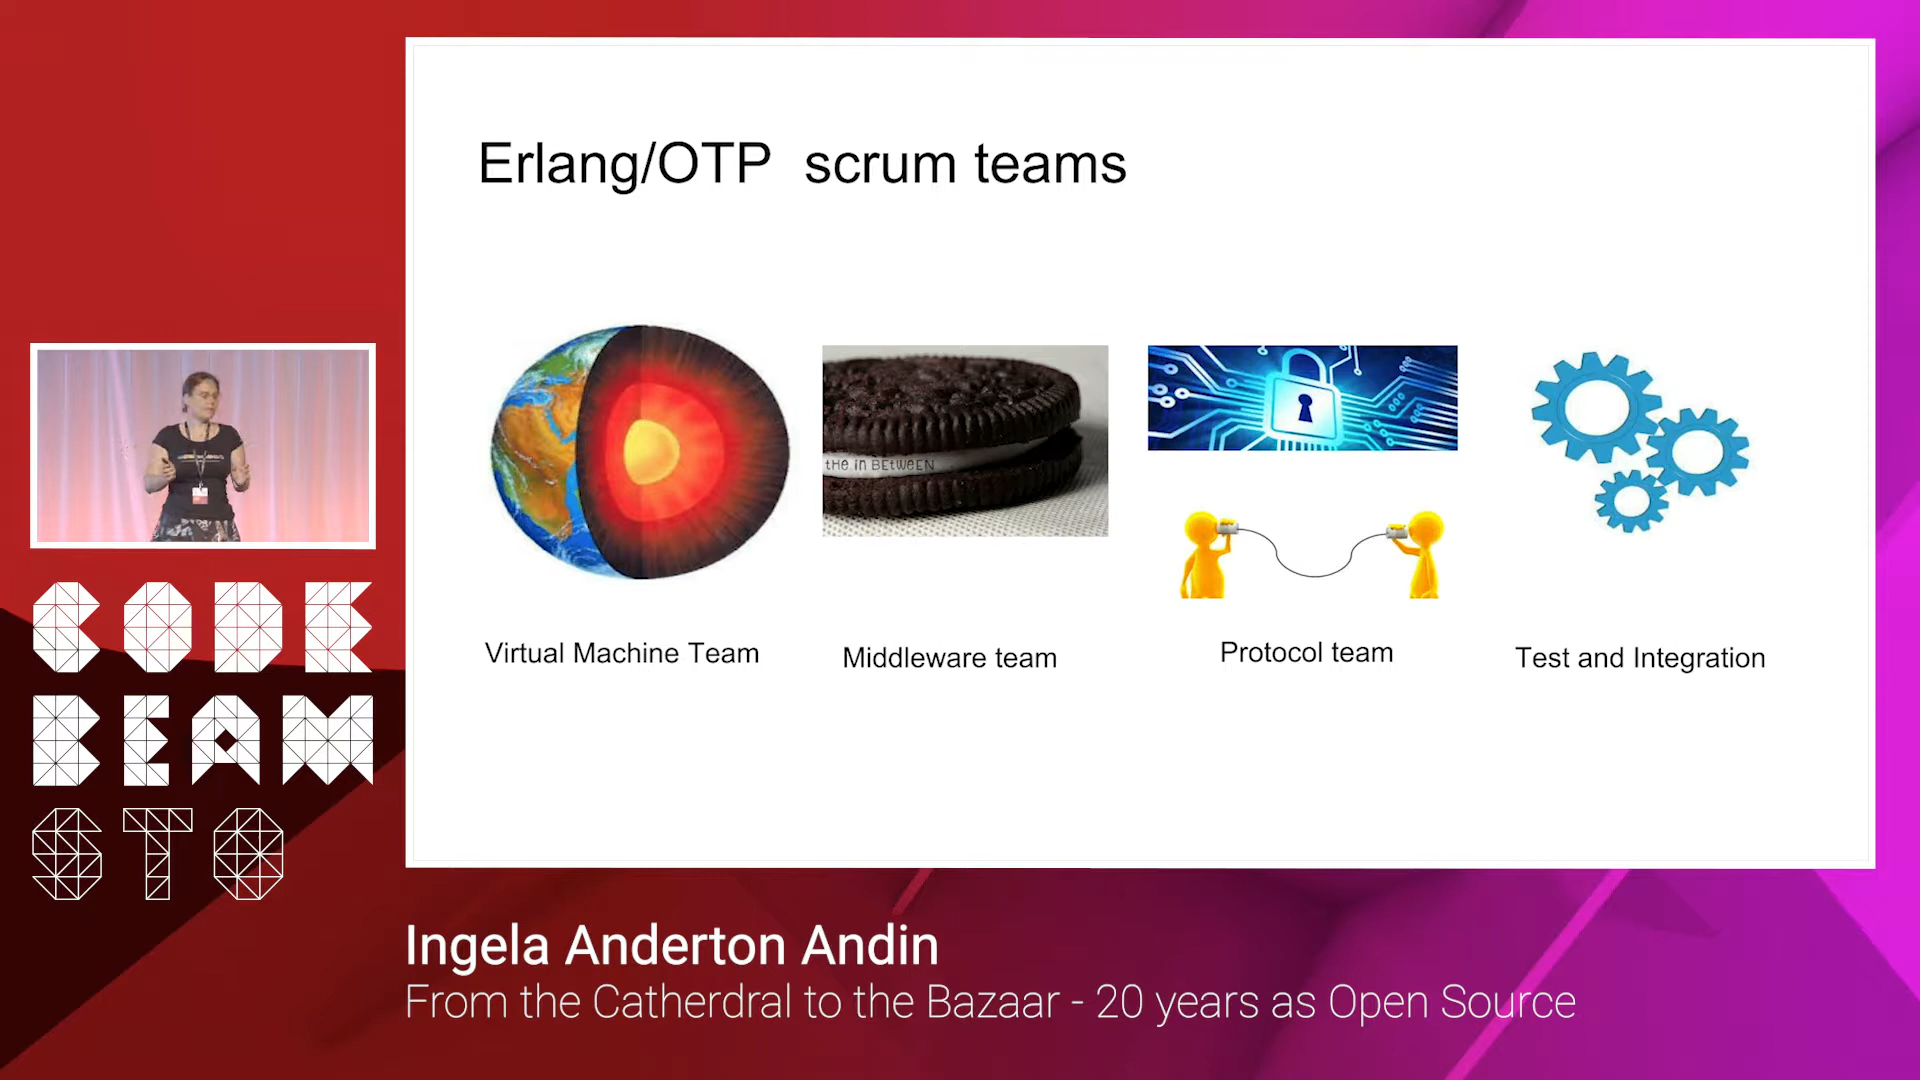 Erlang/OTP scrum teams
tHE in BEtWEEN
Virtual Machine Team
Middleware team
Protocol team
Test and Integration
CODE
BEAM
STO
Ingela Anderton Andin
From the Catherdral to the Bazaar - 20 years as Open Source